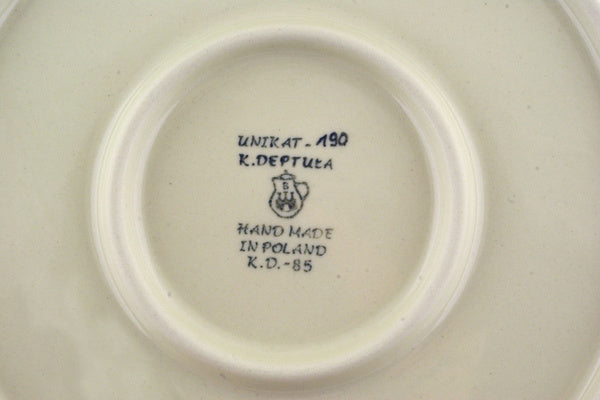 UNIKAT - 190
K. DEPTUŁA
B
HAND MADE
IN POLAND
K.D.-85